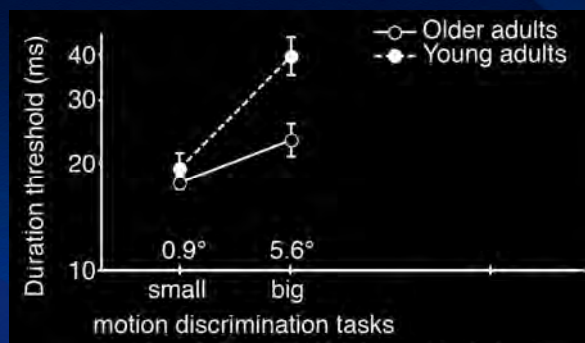 Older adults
Young adults
Duration threshold (ms)
40
30
20
10
0.9° 5.6°
small big
motion discrimination tasks